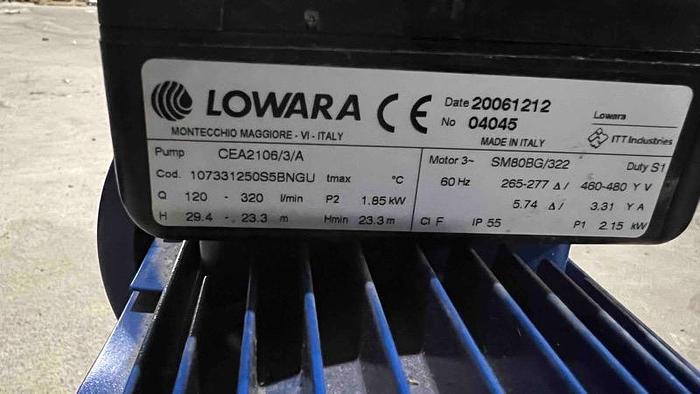 LOWARA CE Date 20061212 Lowara
No 04045
MONTECCHIO MAGGIORE - VI - ITALY MADE IN ITALY ITT Industries
Pump CEA2106/3/A Motor 3~ SM80BG/322 Duty S1
Cod. 107331250S5BNGU tmax °C 60 Hz 265-277 Δ / 460-480 Y V
Q 120 - 320 l/min P2 1.85 kW 5.74 Δ / 3.31 Y A
H 29.4 - 23.3 m Hmin 23.3 m Cl F IP 55 P1 2.15 kW